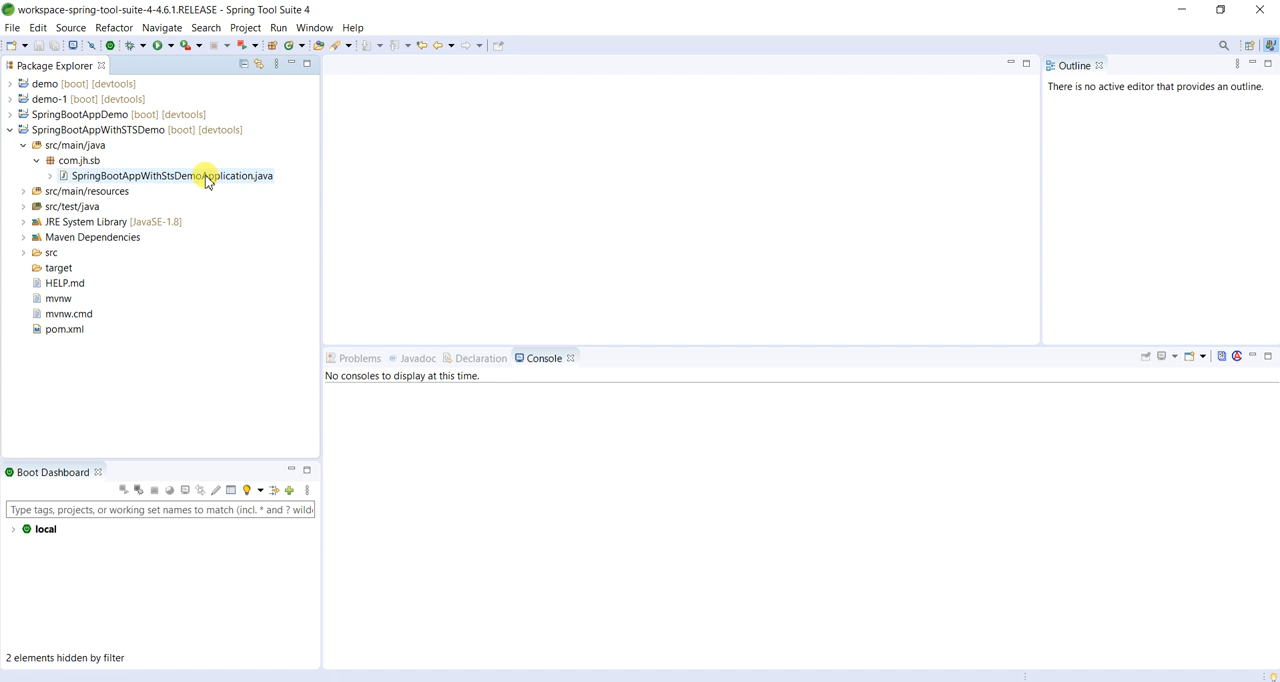 workspace-spring-tool-suite-4-4.6.1.RELEASE - Spring Tool Suite 4
File Edit Source Refactor Navigate Search Project Run Window Help
Package Explorer
demo [boot] [devtools]
demo-1 [boot] [devtools]
SpringBootAppDemo [boot] [devtools]
SpringBootAppWithSTSDemo [boot] [devtools]
src/main/java
com.jh.sb
SpringBootAppWithStsDemoApplication.java
src/main/resources
src/test/java
JRE System Library [JavaSE-1.8]
Maven Dependencies
src
target
HELP.md
mvnw
mvnw.cmd
pom.xml
Outline
There is no active editor that provides an outline.
Problems Javadoc Declaration Console
No consoles to display at this time.
Boot Dashboard
Type tags, projects, or working set names to match (incl. * and ? wild
local
2 elements hidden by filter